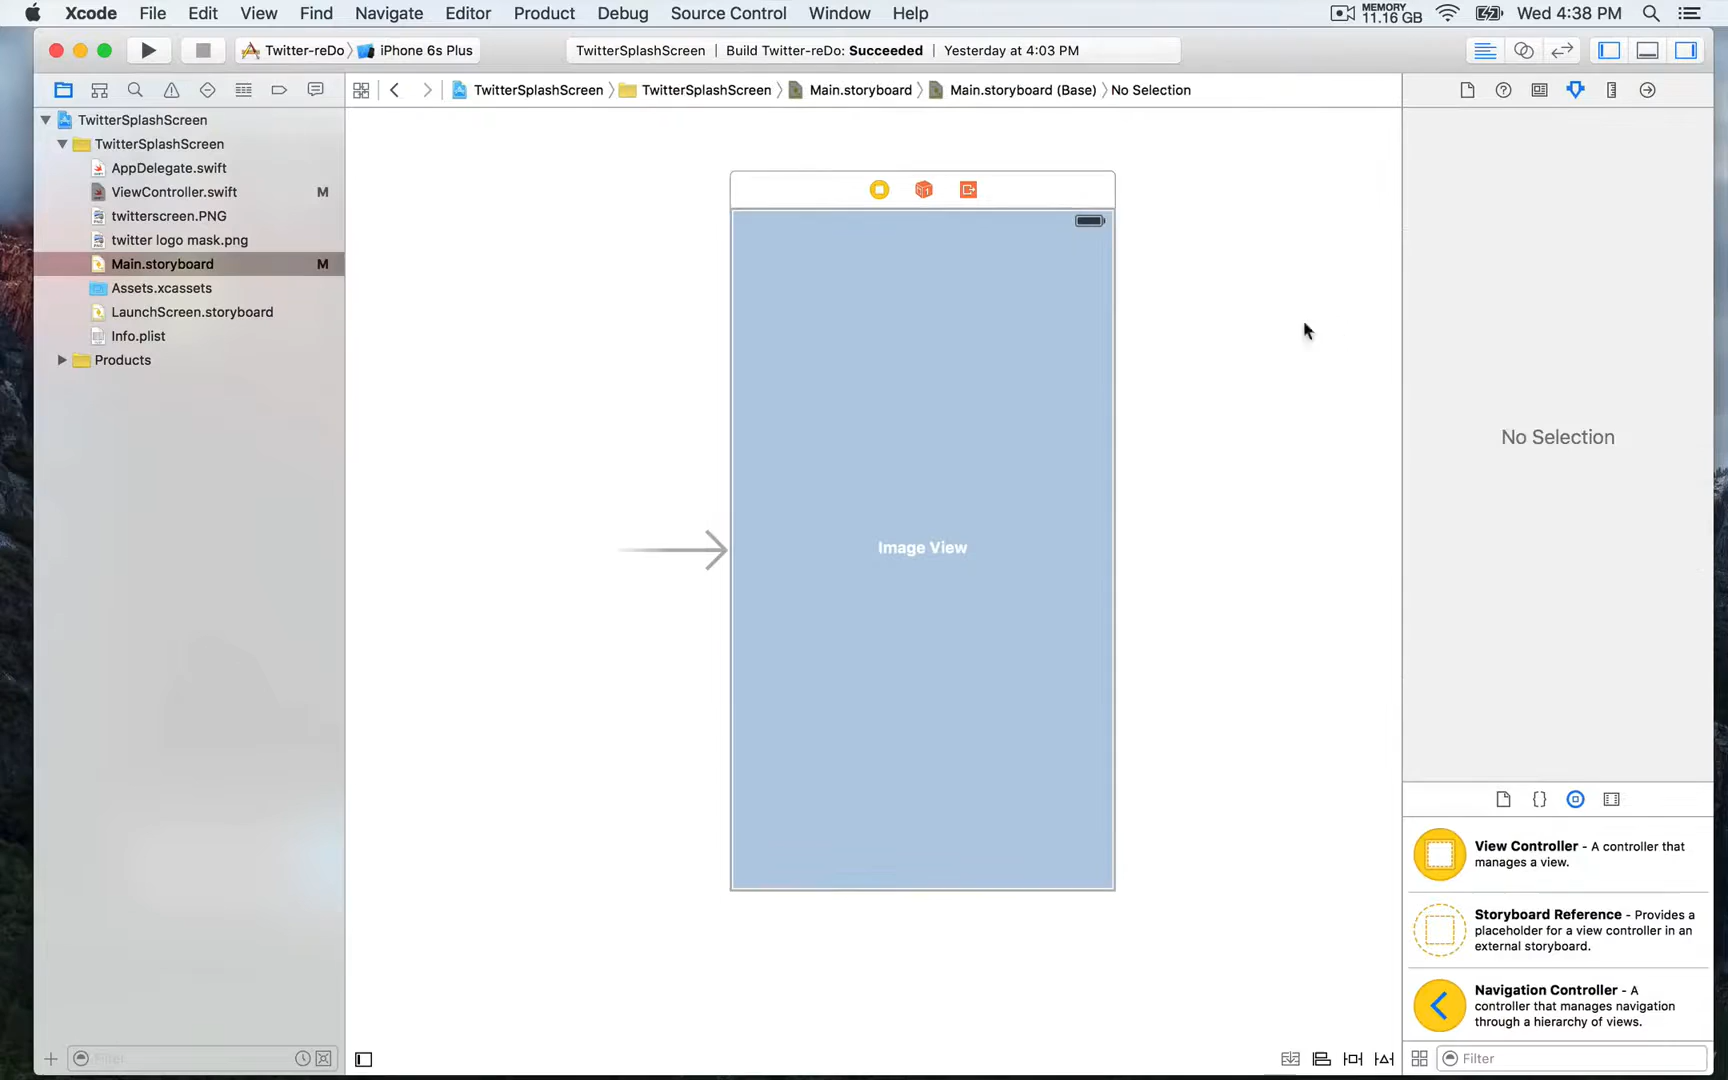 Xcode File Edit View Find Navigate Editor Product Debug Source Control Window Help MEMORY 11.16 GB Wed 4:38 PM
Twitter-reDo iPhone 6s Plus TwitterSplashScreen | Build Twitter-reDo: Succeeded | Yesterday at 4:03 PM
TwitterSplashScreen TwitterSplashScreen Main.storyboard Main.storyboard (Base) No Selection
TwitterSplashScreen
TwitterSplashScreen
AppDelegate.swift
ViewController.swift M
twitterscreen.PNG
twitter logo mask.png
Main.storyboard M
Assets.xcassets
LaunchScreen.storyboard
Info.plist
Products
Image View
No Selection
View Controller - A controller that
manages a view.
Storyboard Reference - Provides a
placeholder for a view controller in an
external storyboard.
Navigation Controller - A
controller that manages navigation
through a hierarchy of views.
Filter
Filter